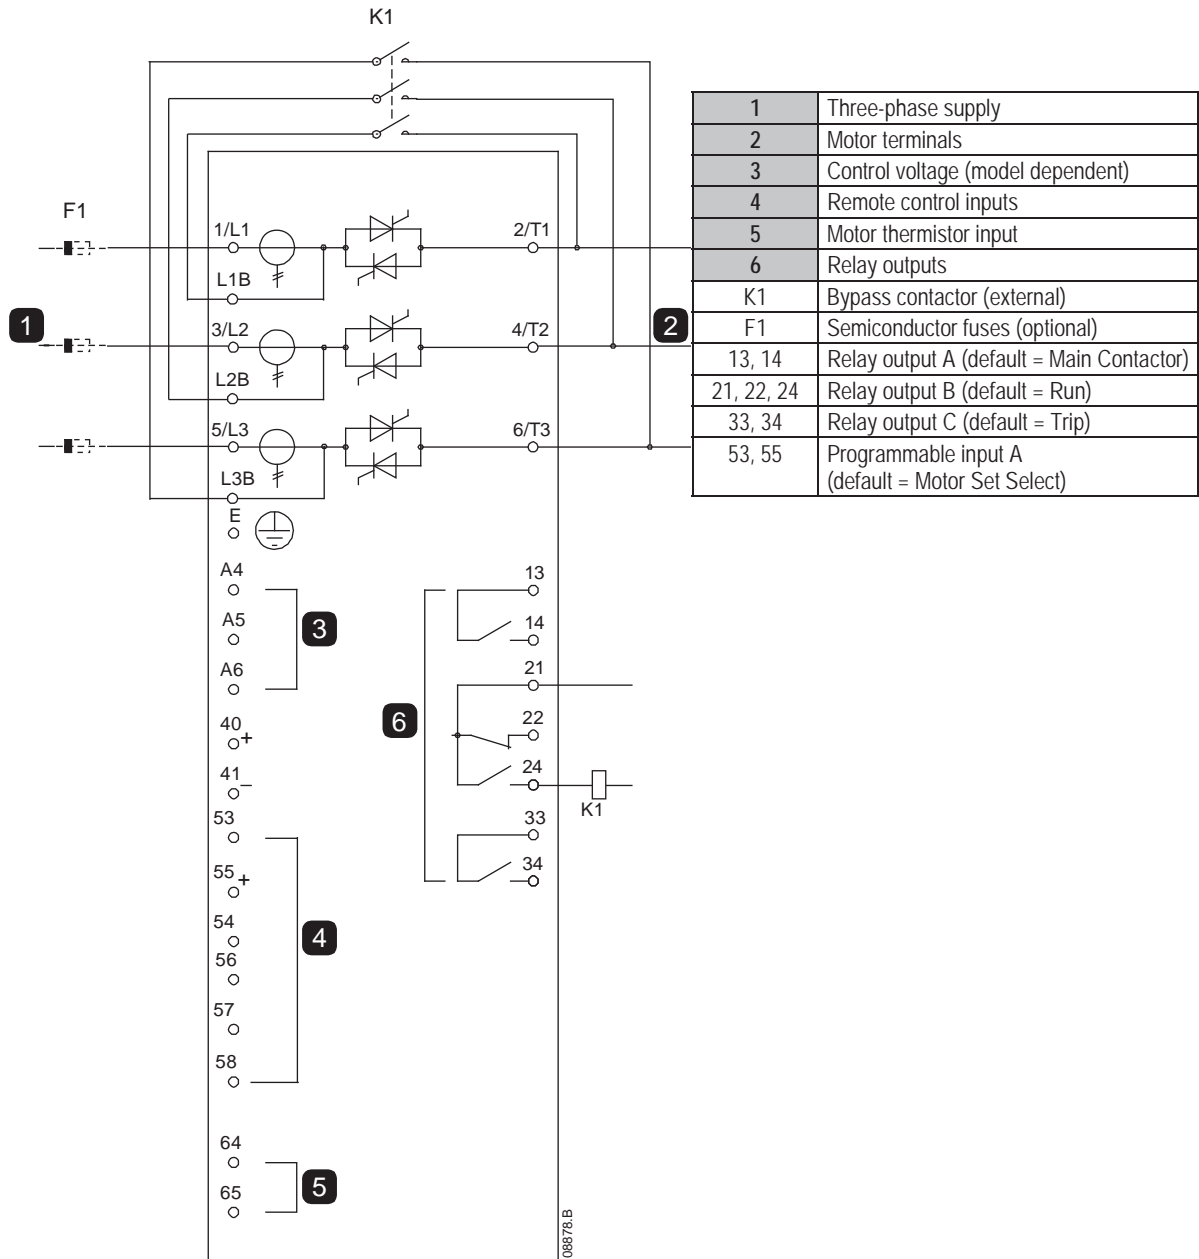 K1
F1
1/L1
2/T1
L1B
1
3/L2
4/T2
2
L2B
5/L3
6/T3
L3B
E
A4
A5
A6
3
40
+
41
–
53
55
+
54
56
57
58
4
64
65
5
13
14
21
22
24
K1
33
34
6
08878.B
1 Three-phase supply
2 Motor terminals
3 Control voltage (model dependent)
4 Remote control inputs
5 Motor thermistor input
6 Relay outputs
K1 Bypass contactor (external)
F1 Semiconductor fuses (optional)
13, 14 Relay output A (default = Main Contactor)
21, 22, 24 Relay output B (default = Run)
33, 34 Relay output C (default = Trip)
53, 55 Programmable input A
(default = Motor Set Select)